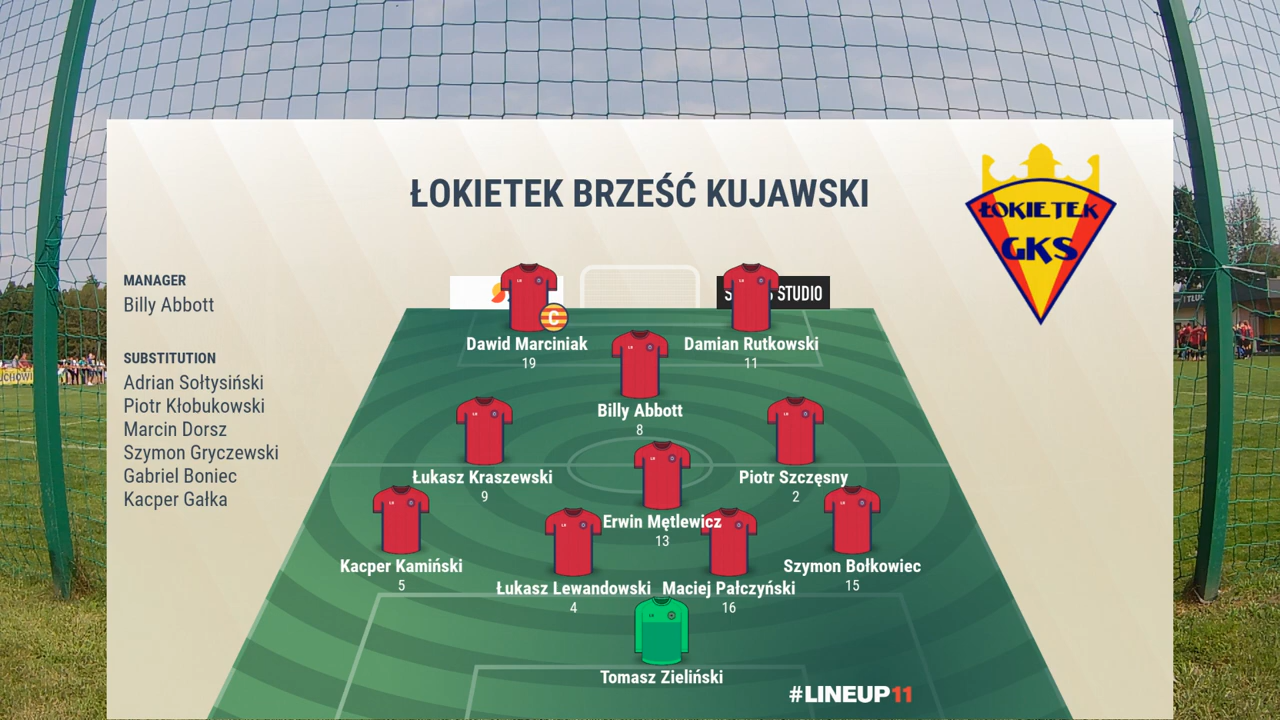 ŁOKIETEK BRZEŚĆ KUJAWSKI
ŁOKIETEK
GKS
MANAGER
Billy Abbott
SUBSTITUTION
Adrian Sołtysiński
Piotr Kłobukowski
Marcin Dorsz
Szymon Gryczewski
Gabriel Boniec
Kacper Gałka
STUDIO
C
Dawid Marciniak
19
Damian Rutkowski
11
Billy Abbott
8
Łukasz Kraszewski
9
Piotr Szczęsny
2
Erwin Mętlewicz
13
Kacper Kamiński
5
Szymon Bołkowiec
15
Łukasz Lewandowski
4
Maciej Pałczyński
16
Tomasz Zieliński
#LINEUP11